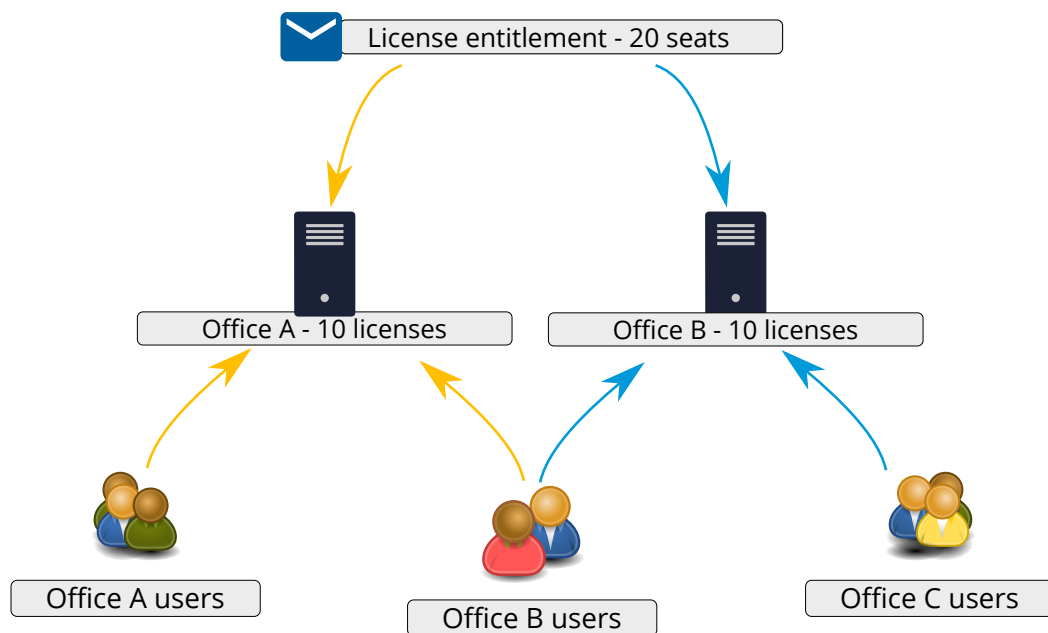 License entitlement - 20 seats
Office A - 10 licenses
Office B - 10 licenses
Office A users
Office B users
Office C users